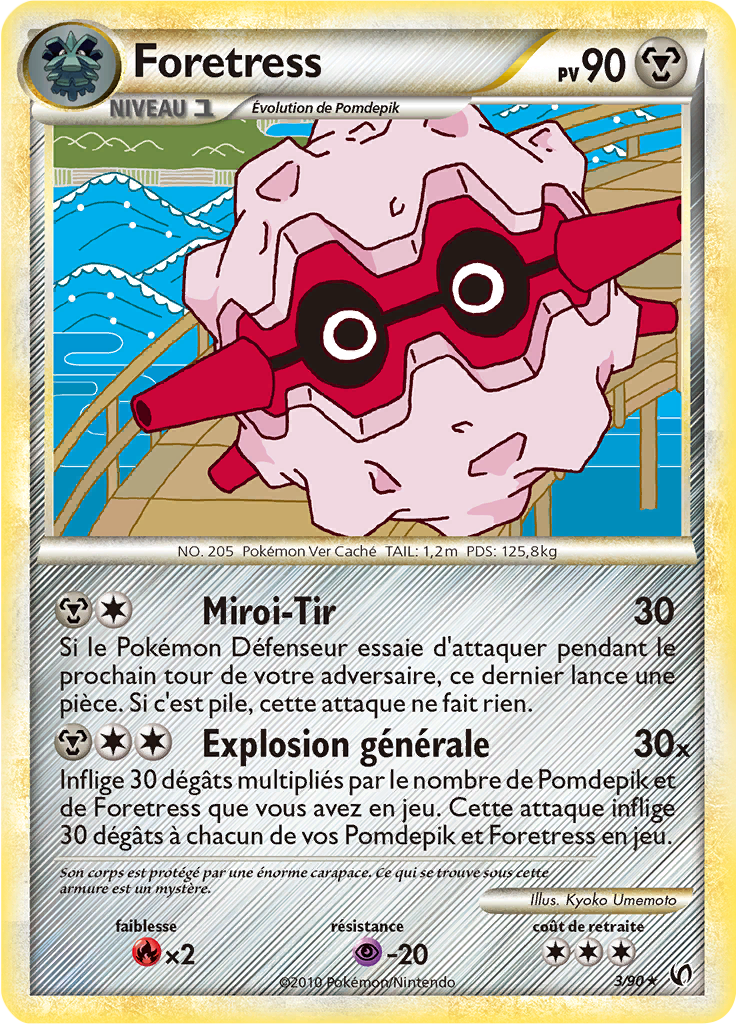 Foretress
PV 90
NIVEAU 1
Évolution de Pomdepik
NO. 205 Pokémon Ver Caché TAIL: 1,2m PDS: 125,8kg
Miroi-Tir 30
Si le Pokémon Défenseur essaie d'attaquer pendant le
prochain tour de votre adversaire, ce dernier lance une
pièce. Si c'est pile, cette attaque ne fait rien.
Explosion générale 30x
Inflige 30 dégâts multipliés par le nombre de Pomdepik et
de Foretress que vous avez en jeu. Cette attaque inflige
30 dégâts à chacun de vos Pomdepik et Foretress en jeu.
Son corps est protégé par une énorme carapace. Ce qui se trouve sous cette
armure est un mystère.
Illus. Kyoko Umemoto
faiblesse résistance coût de retraite
×2 -20
©2010 Pokémon/Nintendo
3/90★